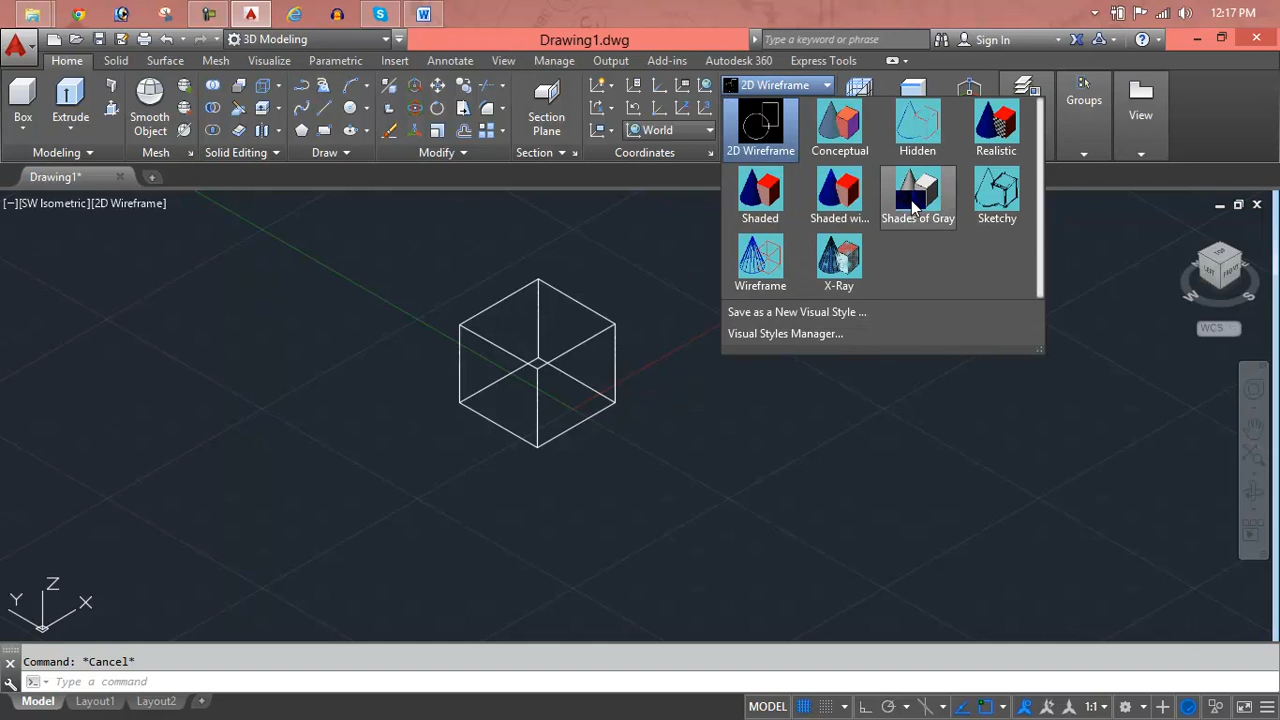 12:17 PM
3D Modeling
Drawing1.dwg
Type a keyword or phrase
Sign In
Home Solid Surface Mesh Visualize Parametric Insert Annotate View Manage Output Add-ins Autodesk 360 Express Tools
2D Wireframe
Box
Extrude
Smooth
Object
Section
Plane
World
Groups
View
Modeling
Mesh
Solid Editing
Draw
Modify
Section
Coordinates
2D Wireframe Conceptual Hidden Realistic
Shaded Shaded wi... Shades of Gray Sketchy
Wireframe X-Ray
Save as a New Visual Style ...
Visual Styles Manager...
Drawing1*
[−][SW Isometric][2D Wireframe]
TOP
LEFT
FRONT
W
S
WCS
Z
Y
X
Command: *Cancel*
Type a command
Model Layout1 Layout2
MODEL
1:1